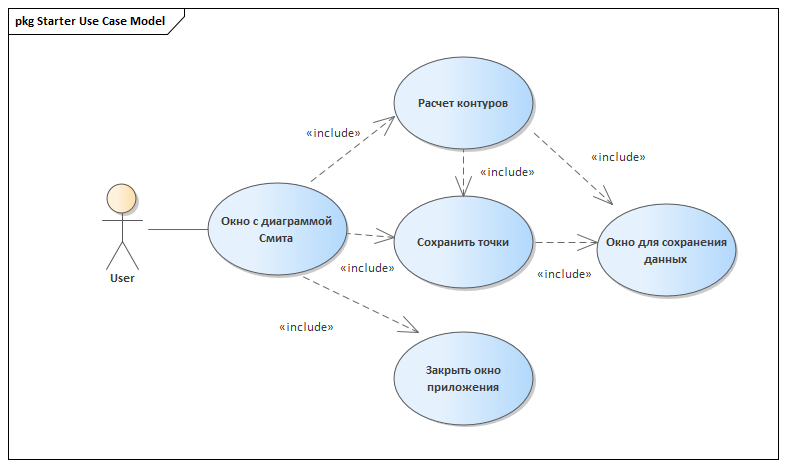 pkg Starter Use Case Model
Расчет контуров
«include»
«include»
«include»
Окно с диаграммой
Смита
Сохранить точки
Окно для сохранения
данных
«include»
«include»
User
«include»
Закрыть окно
приложения